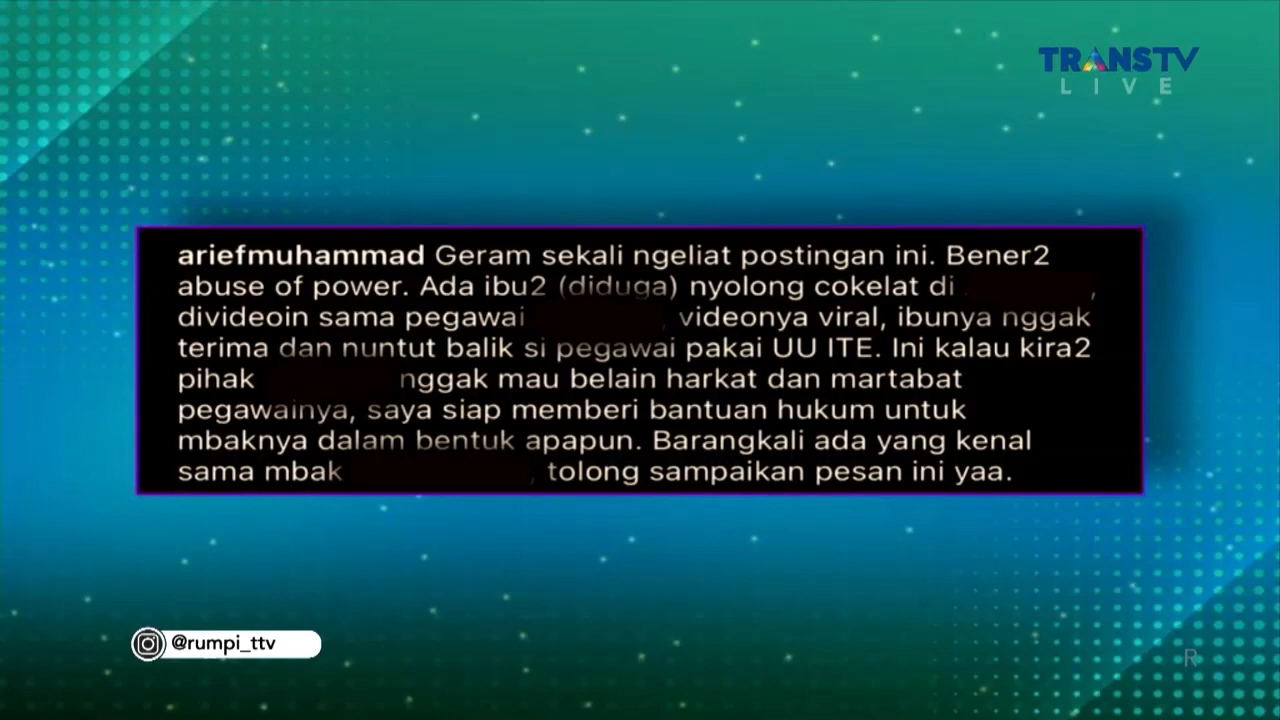 TRANSTV
LIVE
ariefmuhammad Geram sekali ngeliat postingan ini. Bener2
abuse of power. Ada ibu2 (diduga) nyolong cokelat di ,
divideoin sama pegawai , videonya viral, ibunya nggak
terima dan nuntut balik si pegawai pakai UU ITE. Ini kalau kira2
pihak nggak mau belain harkat dan martabat
pegawainya, saya siap memberi bantuan hukum untuk
mbaknya dalam bentuk apapun. Barangkali ada yang kenal
sama mbak , tolong sampaikan pesan ini yaa.
@rumpi_ttv
R